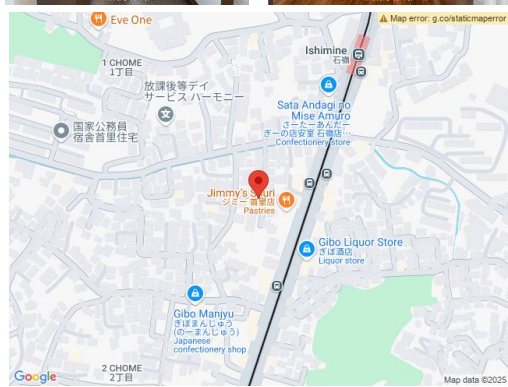 Eve One
Map error: g.co/staticmaperror
Ishimine
石嶺
1 CHOME
1丁目
放課後等デイ
サービス ハーモニー
Sata Andagi no
Mise Amuro
さーたーあんだー
ぎーの店安室 石嶺店...
Confectionery store
国家公務員
宿舎首里住宅
Jimmy's Shuri
ジミー 首里店
Pastries
Gibo Liquor Store
ぎぼ酒店
Liquor store
Gibo Manjyu
ぎぼまんじゅう
(のーまんじゅう)
Japanese
confectionery shop
2 CHOME
2丁目
Google
Map data ©2025